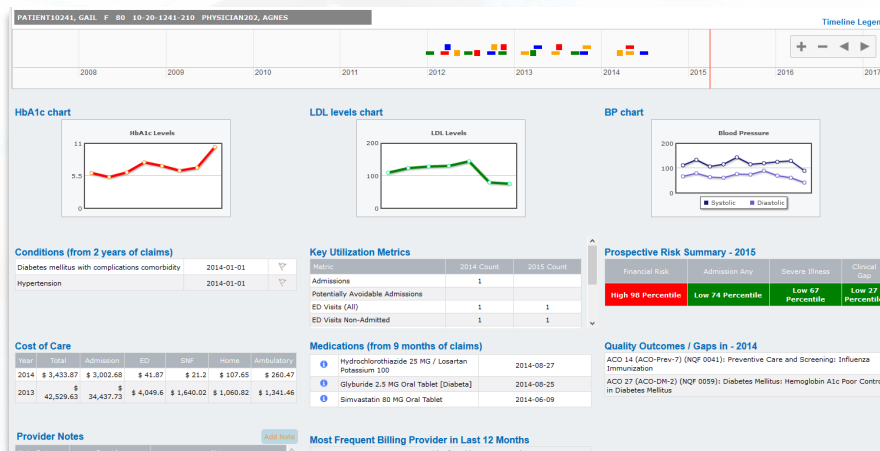 PATIENT10241, GAIL F 80 10-20-1241-210 PHYSICIAN202, AGNES
Timeline Legen
2008 2009 2010 2011 2012 2013 2014 2015 2016 2017
HbA1c chart
HbA1c Levels
11
5.5
0
LDL levels chart
LDL Levels
200
100
0
BP chart
Blood Pressure
200
100
0
Systolic Diastolic
Conditions (from 2 years of claims)
Diabetes mellitus with complications comorbidity 2014-01-01
Hypertension 2014-01-01
Key Utilization Metrics
Metric 2014 Count 2015 Count
Admissions 1
Potentially Avoidable Admissions
ED Visits (All) 1 1
ED Visits Non-Admitted 1 1
Prospective Risk Summary - 2015
Financial Risk Admission Any Severe Illness Clinical Gap
High 98 Percentile Low 74 Percentile Low 67 Percentile Low 27 Percentile
Cost of Care
Year Total Admission ED SNF Home Ambulatory
2014 $ 3,433.87 $ 3,002.68 $ 41.87 $ 21.2 $ 107.65 $ 260.47
2013 $ 42,529.63 $ 34,437.73 $ 4,049.6 $ 1,640.02 $ 1,060.82 $ 1,341.46
Medications (from 9 months of claims)
Hydrochlorothiazide 25 MG / Losartan
Potassium 100 2014-08-27
Glyburide 2.5 MG Oral Tablet [Diabeta] 2014-08-25
Simvastatin 80 MG Oral Tablet 2014-06-09
Quality Outcomes / Gaps in - 2014
ACO 14 (ACO-Prev-7) (NQF 0041): Preventive Care and Screening: Influenza
Immunization
ACO 27 (ACO-DM-2) (NQF 0059): Diabetes Mellitus: Hemoglobin A1c Poor Contro
in Diabetes Mellitus
Provider Notes
Add Note
Most Frequent Billing Provider in Last 12 Months